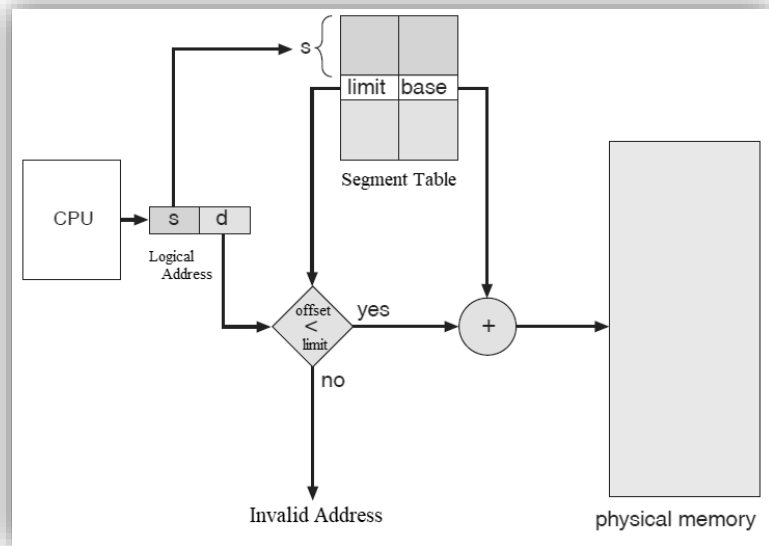 s
limit base
Segment Table
CPU
s d
Logical
Address
offset
<
limit
yes
+
no
Invalid Address
physical memory